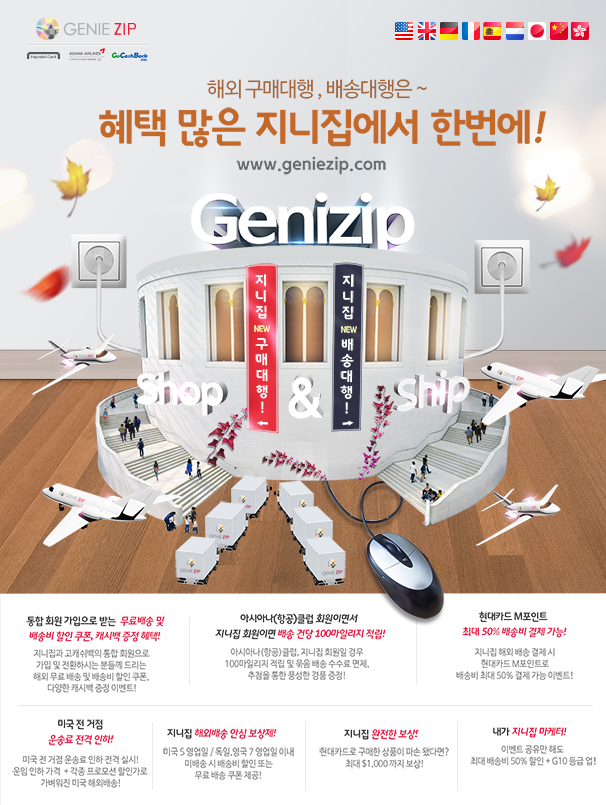 GENIE ZIP
HyundaiCard
ASIANA AIRLINES
GoCashBack
해외 구매대행 , 배송대행은 ~
혜택 많은 지니집에서 한번에!
www.geniezip.com
Genizip
지니집 NEW 구매대행!
지니집 NEW 배송대행!
Shop & Ship
통합 회원 가입으로 받는 무료배송 및
배송비 할인 쿠폰, 캐시백 증정 혜택!
지니집과 고캐쉬백의 통합 회원으로
가입 및 전환하시는 분들께 드리는
해외 무료 배송 및 배송비 할인 쿠폰,
다양한 캐시백 증정 이벤트!
아시아나(항공)클럽 회원이면서
지니집 회원이면 배송 건당 100마일리지 적립!
아시아나(항공)클럽, 지니집 회원일 경우
100마일리지 적립 및 묶음 배송 수수료 면제,
추첨을 통한 풍성한 경품 증정!
현대카드 M포인트
최대 50% 배송비 결제 가능!
지니집 해외 배송 결제 시
현대카드 M포인트로
배송비 최대 50% 결제 가능 이벤트!
미국 전 거점
운송료 전격 인하!
미국 전 거점 운송료 인하 전격 실시!
운임 인하 가격 + 각종 프로모션 할인가로
가벼워진 미국 해외배송!
지니집 해외배송 안심 보상제!
미국 5 영업일 / 독일,영국 7 영업일 이내
미배송 시 배송비 할인 또는
무료 배송 쿠폰 제공!
지니집 완전한 보상!
현대카드로 구매한 상품이 파손 됐다면?
최대 $1,000 까지 보상!
내가 지니집 마케터!
이벤트 공유만 해도
최대 배송비 50% 할인 + G10 등급 업!